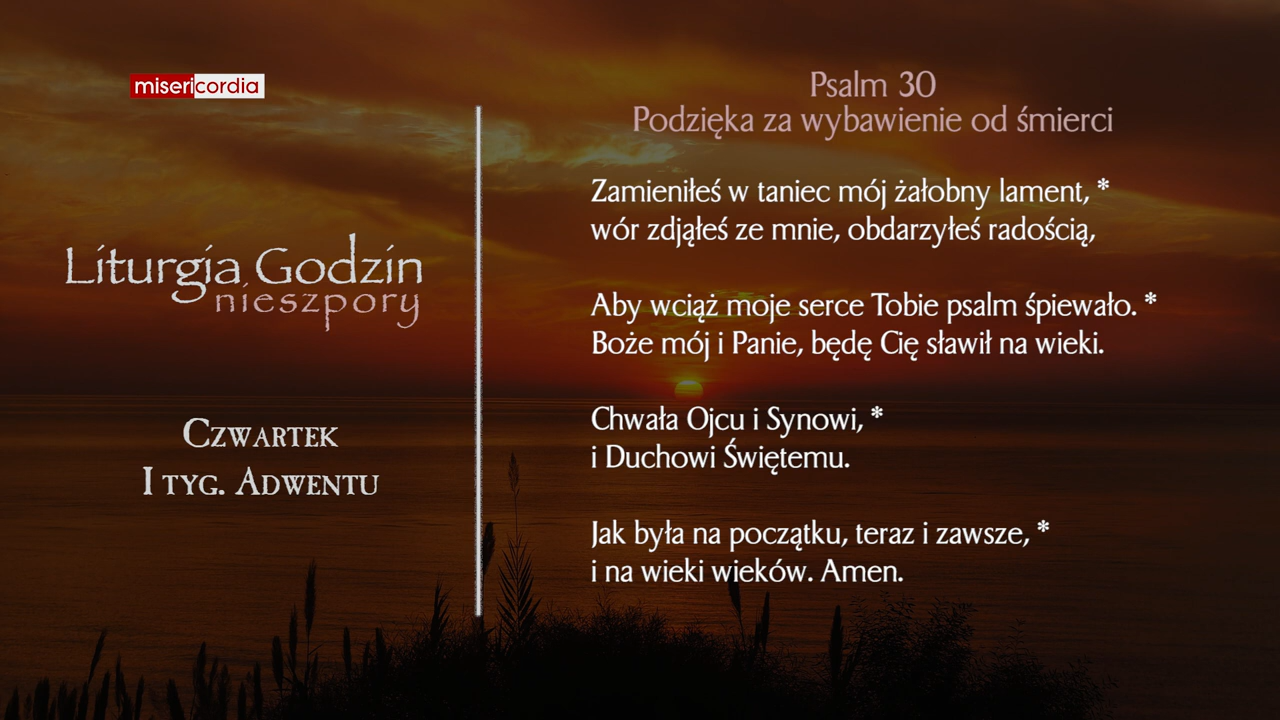 misericordia
Liturgia Godzin
nieszpory
Czwartek
I tyg. Adwentu
Psalm 30
Podzięka za wybawienie od śmierci
Zamieniłeś w taniec mój żałobny lament, *
wór zdjąłeś ze mnie, obdarzyłeś radością,
Aby wciąż moje serce Tobie psalm śpiewało. *
Boże mój i Panie, będę Cię sławił na wieki.
Chwała Ojcu i Synowi, *
i Duchowi Świętemu.
Jak była na początku, teraz i zawsze, *
i na wieki wieków. Amen.